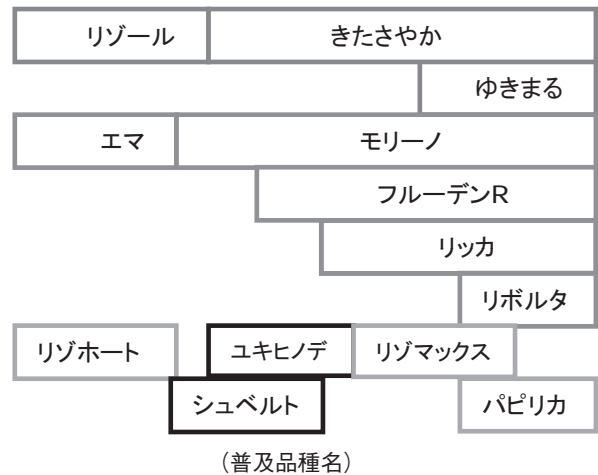 リゾール きたさやか
ゆきまる
エマ モリーノ
フルーデンR
リッカ
リボルタ
リゾホート ユキヒノデ リゾマックス
シュベルト パピリカ
(普及品種名)